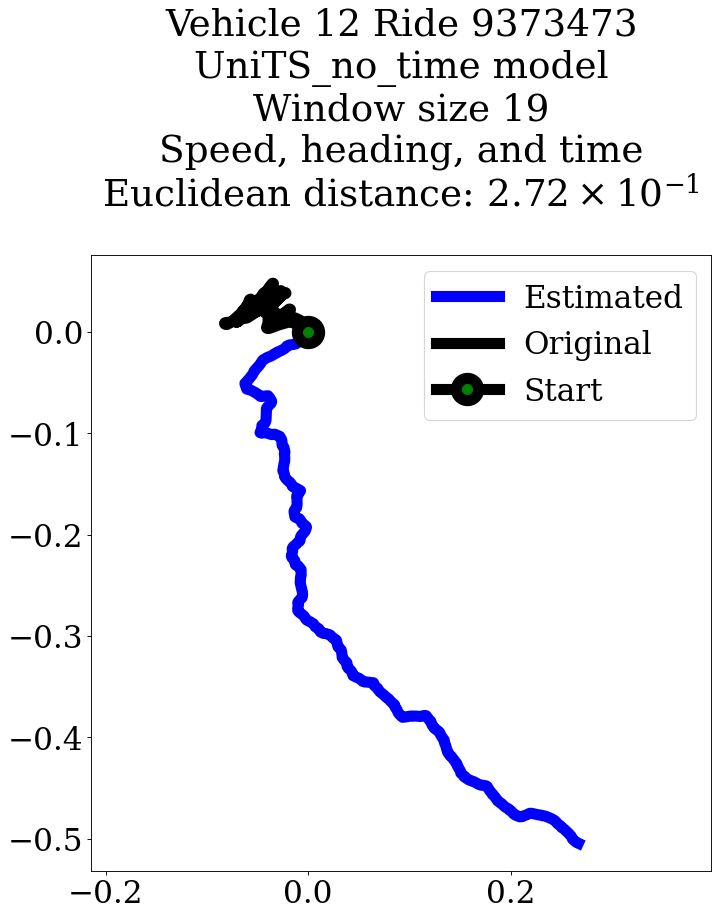 Vehicle 12 Ride 9373473
UniTS_no_time model
Window size 19
Speed, heading, and time
Euclidean distance: 2.72 × 10⁻¹
Estimated
Original
Start
0.0
−0.1
−0.2
−0.3
−0.4
−0.5
−0.2
0.0
0.2